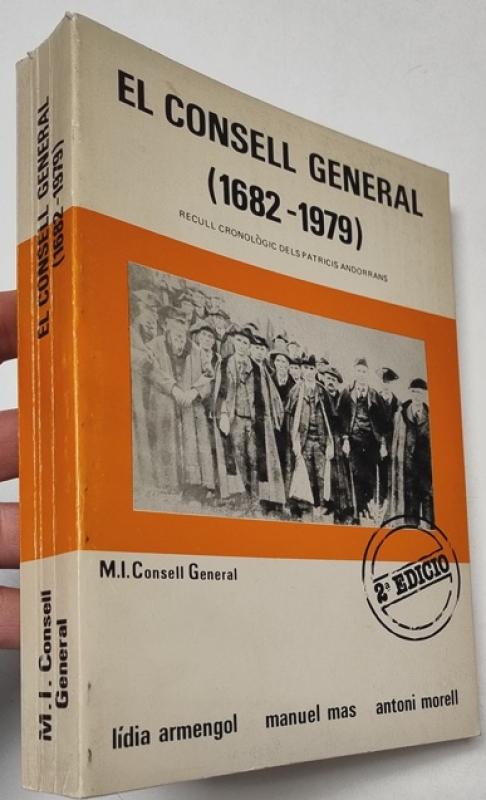 EL CONSELL GENERAL
(1682-1979)
RECULL CRONOLÒGIC DELS PATRICIS ANDORRANS
M.I. Consell General
2ª EDICIO
lídia armengol manuel mas antoni morell
EL CONSELL GENERAL
(1682-1979)
M.I. Consell
General